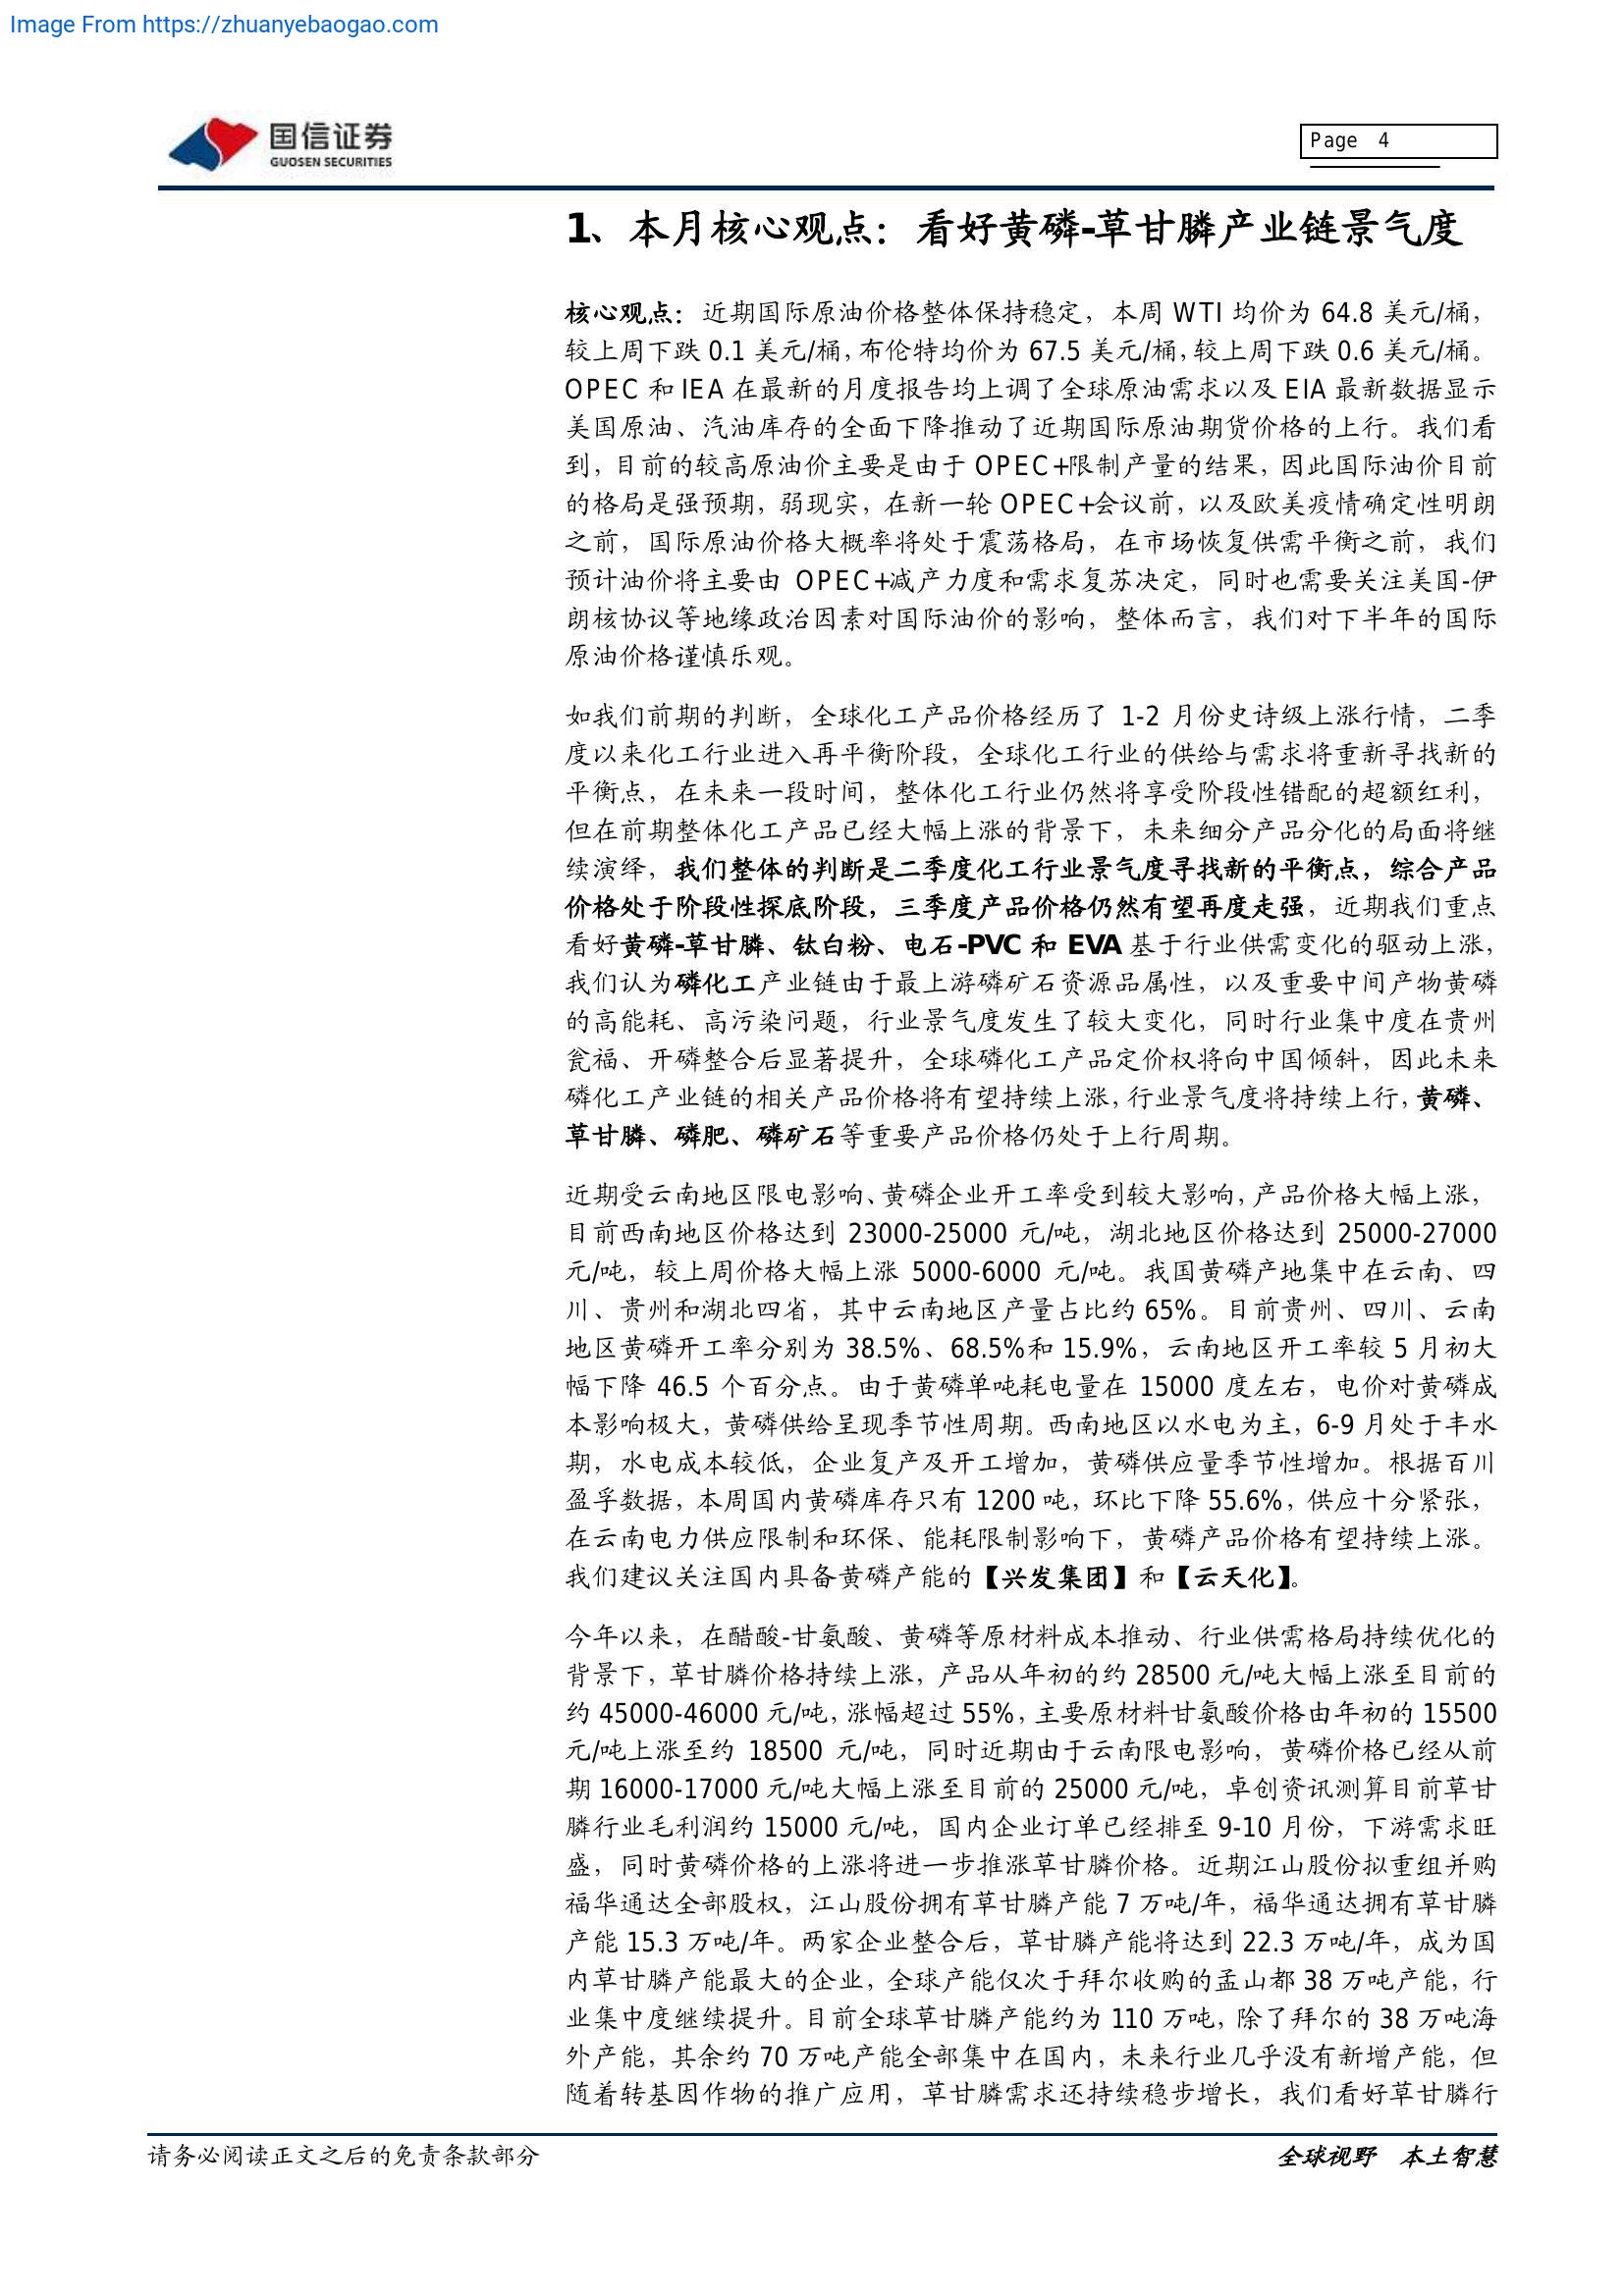 Image From https://zhuanyebaogao.com
国信证券
GUOSEN SECURITIES
Page 4
1、本月核心观点：看好黄磷-草甘膦产业链景气度
核心观点：近期国际原油价格整体保持稳定，本周 WTI 均价为 64.8 美元/桶，
较上周下跌 0.1 美元/桶，布伦特均价为 67.5 美元/桶，较上周下跌 0.6 美元/桶。
OPEC 和 IEA 在最新的月度报告均上调了全球原油需求以及 EIA 最新数据显示
美国原油、汽油库存的全面下降推动了近期国际原油期货价格的上行。我们看
到，目前的较高原油价主要是由于 OPEC+限制产量的结果，因此国际油价目前
的格局是强预期，弱现实，在新一轮 OPEC+会议前，以及欧美疫情确定性明朗
之前，国际原油价格大概率将处于震荡格局，在市场恢复供需平衡之前，我们
预计油价将主要由 OPEC+减产力度和需求复苏决定，同时也需要关注美国-伊
朗核协议等地缘政治因素对国际油价的影响，整体而言，我们对下半年的国际
原油价格谨慎乐观。
如我们前期的判断，全球化工产品价格经历了 1-2 月份史诗级上涨行情，二季
度以来化工行业进入再平衡阶段，全球化工行业的供给与需求将重新寻找新的
平衡点，在未来一段时间，整体化工行业仍然将享受阶段性错配的超额红利，
但在前期整体化工产品已经大幅上涨的背景下，未来细分产品分化的局面将继
续演绎，我们整体的判断是二季度化工行业景气度寻找新的平衡点，综合产品
价格处于阶段性探底阶段，三季度产品价格仍然有望再度走强，近期我们重点
看好黄磷-草甘膦、钛白粉、电石-PVC 和 EVA 基于行业供需变化的驱动上涨，
我们认为磷化工产业链由于最上游磷矿石资源品属性，以及重要中间产物黄磷
的高能耗、高污染问题，行业景气度发生了较大变化，同时行业集中度在贵州
瓮福、开磷整合后显著提升，全球磷化工产品定价权将向中国倾斜，因此未来
磷化工产业链的相关产品价格将有望持续上涨，行业景气度将持续上行，黄磷、
草甘膦、磷肥、磷矿石等重要产品价格仍处于上行周期。
近期受云南地区限电影响、黄磷企业开工率受到较大影响，产品价格大幅上涨，
目前西南地区价格达到 23000-25000 元/吨，湖北地区价格达到 25000-27000
元/吨，较上周价格大幅上涨 5000-6000 元/吨。我国黄磷产地集中在云南、四
川、贵州和湖北四省，其中云南地区产量占比约 65%。目前贵州、四川、云南
地区黄磷开工率分别为 38.5%、68.5%和 15.9%，云南地区开工率较 5 月初大
幅下降 46.5 个百分点。由于黄磷单吨耗电量在 15000 度左右，电价对黄磷成
本影响极大，黄磷供给呈现季节性周期。西南地区以水电为主，6-9 月处于丰水
期，水电成本较低，企业复产及开工增加，黄磷供应量季节性增加。根据百川
盈孚数据，本周国内黄磷库存只有 1200 吨，环比下降 55.6%，供应十分紧张，
在云南电力供应限制和环保、能耗限制影响下，黄磷产品价格有望持续上涨。
我们建议关注国内具备黄磷产能的【兴发集团】和【云天化】。
今年以来，在醋酸-甘氨酸、黄磷等原材料成本推动、行业供需格局持续优化的
背景下，草甘膦价格持续上涨，产品从年初的约 28500 元/吨大幅上涨至目前的
约 45000-46000 元/吨，涨幅超过 55%，主要原材料甘氨酸价格由年初的 15500
元/吨上涨至约 18500 元/吨，同时近期由于云南限电影响，黄磷价格已经从前
期 16000-17000 元/吨大幅上涨至目前的 25000 元/吨，卓创资讯测算目前草甘
膦行业毛利润约 15000 元/吨，国内企业订单已经排至 9-10 月份，下游需求旺
盛，同时黄磷价格的上涨将进一步推涨草甘膦价格。近期江山股份拟重组并购
福华通达全部股权，江山股份拥有草甘膦产能 7 万吨/年，福华通达拥有草甘膦
产能 15.3 万吨/年。两家企业整合后，草甘膦产能将达到 22.3 万吨/年，成为国
内草甘膦产能最大的企业，全球产能仅次于拜尔收购的孟山都 38 万吨产能，行
业集中度继续提升。目前全球草甘膦产能约为 110 万吨，除了拜尔的 38 万吨海
外产能，其余约 70 万吨产能全部集中在国内，未来行业几乎没有新增产能，但
随着转基因作物的推广应用，草甘膦需求还持续稳步增长，我们看好草甘膦行
请务必阅读正文之后的免责条款部分
全球视野 本土智慧